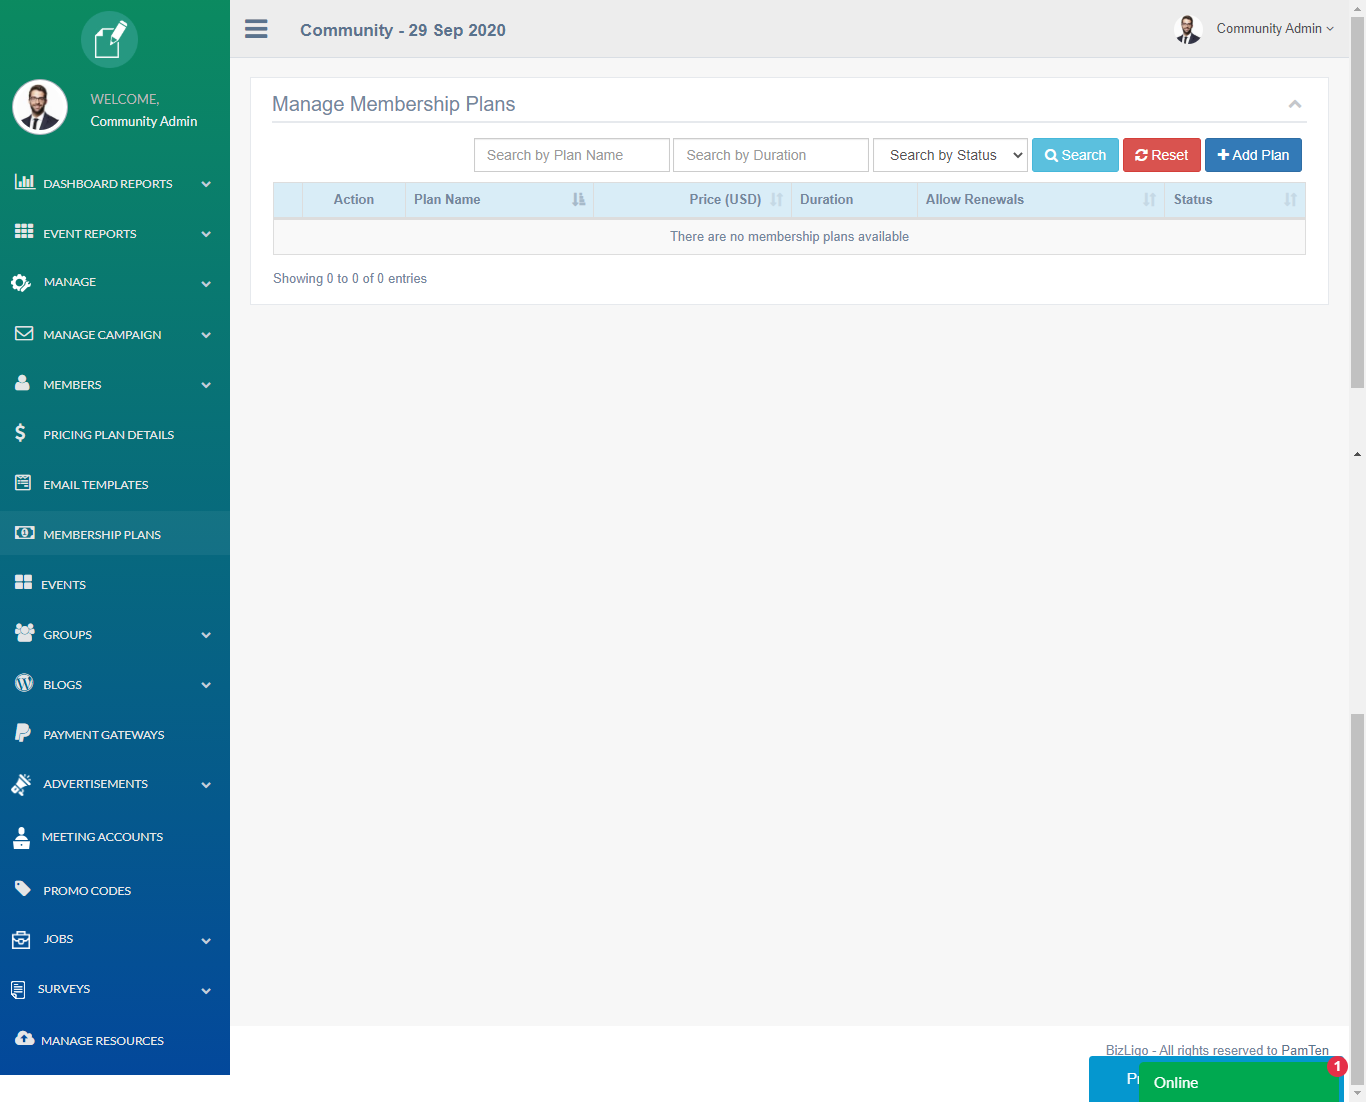 Community - 29 Sep 2020
Community Admin
WELCOME,
Community Admin
DASHBOARD REPORTS
EVENT REPORTS
MANAGE
MANAGE CAMPAIGN
MEMBERS
PRICING PLAN DETAILS
EMAIL TEMPLATES
MEMBERSHIP PLANS
EVENTS
GROUPS
BLOGS
PAYMENT GATEWAYS
ADVERTISEMENTS
MEETING ACCOUNTS
PROMO CODES
JOBS
SURVEYS
MANAGE RESOURCES
Manage Membership Plans
Search by Plan Name Search by Duration Search by Status Search Reset Add Plan
Action Plan Name Price (USD) Duration Allow Renewals Status
There are no membership plans available
Showing 0 to 0 of 0 entries
BizLigo - All rights reserved to PamTen
1
Online